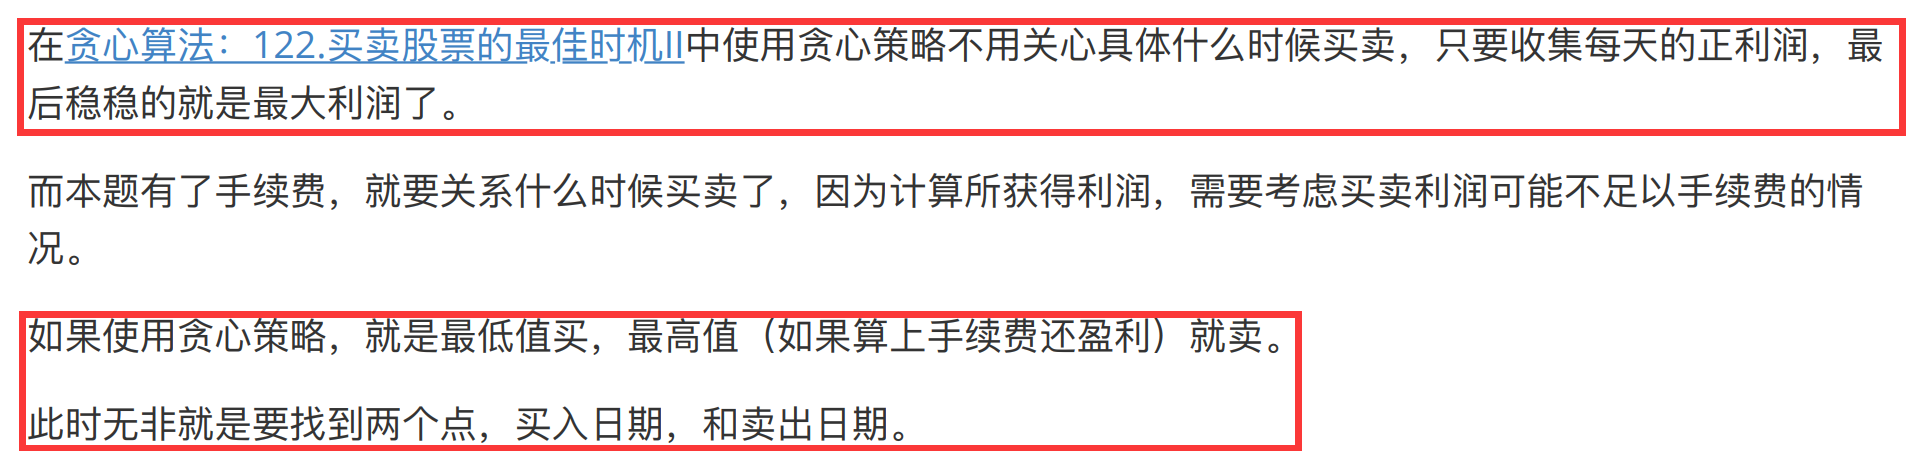 在贪心算法：122.买卖股票的最佳时机II中使用贪心策略不用关心具体什么时候买卖，只要收集每天的正利润，最
后稳稳的就是最大利润了。
而本题有了手续费，就要关系什么时候买卖了，因为计算所获得利润，需要考虑买卖利润可能不足以手续费的情
况。
如果使用贪心策略，就是最低值买，最高值（如果算上手续费还盈利）就卖。
此时无非就是要找到两个点，买入日期，和卖出日期。